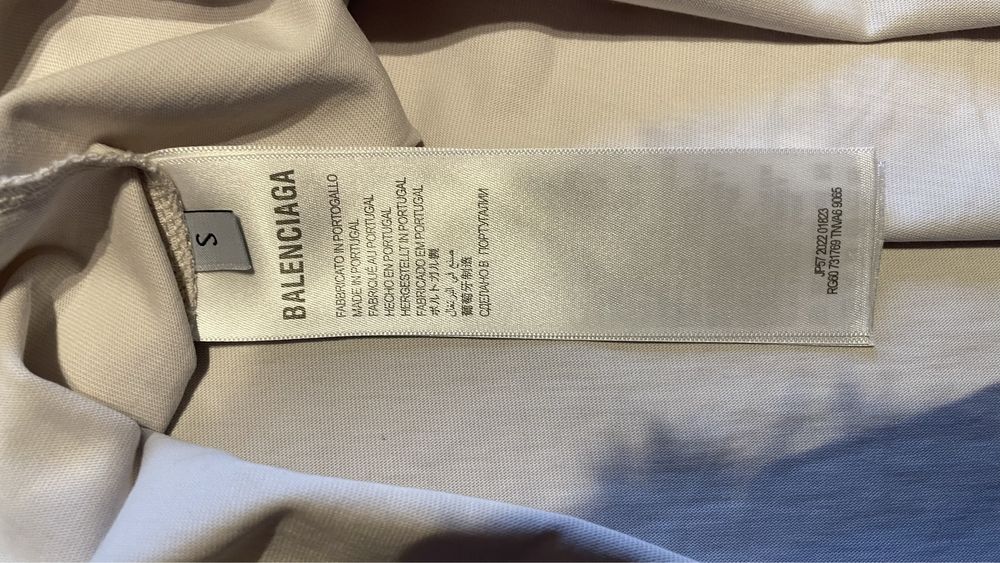 S
BALENCIAGA
FABBRICATO IN PORTOGALLO
MADE IN PORTUGAL
FABRIQUÉ AU PORTUGAL
HECHO EN PORTUGAL
HERGESTELLT IN PORTUGAL
FABRICADO EM PORTUGAL
ポルトガル製
صنع في البرتغال
葡萄牙制造
СДЕЛАНО В ПОРТУГАЛИИ
JP57 2022 01823
RG60 731769 TNVA6 9065